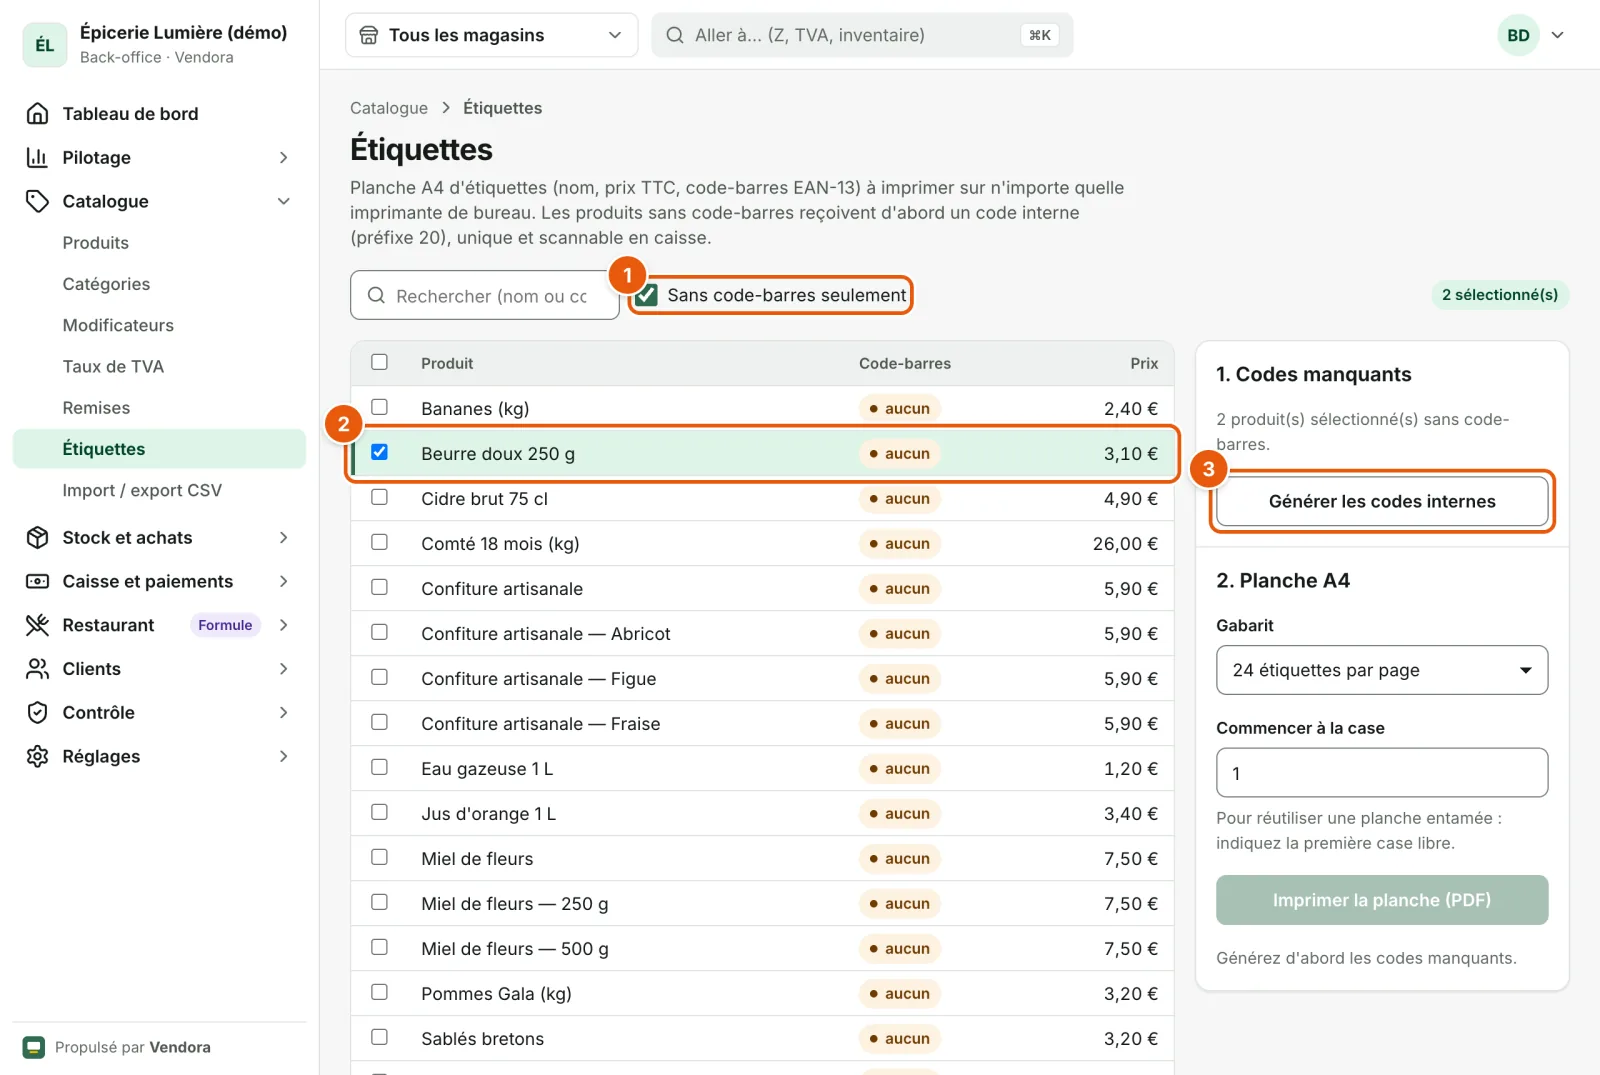 ÉL
Épicerie Lumière (démo)
Back-office · Vendora
Tous les magasins
Aller à... (Z, TVA, inventaire)
⌘K
BD
Tableau de bord
Pilotage
Catalogue
Produits
Catégories
Modificateurs
Taux de TVA
Remises
Étiquettes
Import / export CSV
Stock et achats
Caisse et paiements
Restaurant Formule
Clients
Contrôle
Réglages
Propulsé par Vendora
Catalogue > Étiquettes
Étiquettes
Planche A4 d'étiquettes (nom, prix TTC, code-barres EAN-13) à imprimer sur n'importe quelle
imprimante de bureau. Les produits sans code-barres reçoivent d'abord un code interne
(préfixe 20), unique et scannable en caisse.
Rechercher (nom ou cc
1
Sans code-barres seulement
2 sélectionné(s)
Produit Code-barres Prix
Bananes (kg) aucun 2,40 €
2
Beurre doux 250 g aucun 3,10 €
Cidre brut 75 cl aucun 4,90 €
Comté 18 mois (kg) aucun 26,00 €
Confiture artisanale aucun 5,90 €
Confiture artisanale — Abricot aucun 5,90 €
Confiture artisanale — Figue aucun 5,90 €
Confiture artisanale — Fraise aucun 5,90 €
Eau gazeuse 1 L aucun 1,20 €
Jus d'orange 1 L aucun 3,40 €
Miel de fleurs aucun 7,50 €
Miel de fleurs — 250 g aucun 7,50 €
Miel de fleurs — 500 g aucun 7,50 €
Pommes Gala (kg) aucun 3,20 €
Sablés bretons aucun 3,20 €
1. Codes manquants
2 produit(s) sélectionné(s) sans code-
barres.
3
Générer les codes internes
2. Planche A4
Gabarit
24 étiquettes par page
Commencer à la case
1
Pour réutiliser une planche entamée :
indiquez la première case libre.
Imprimer la planche (PDF)
Générez d'abord les codes manquants.